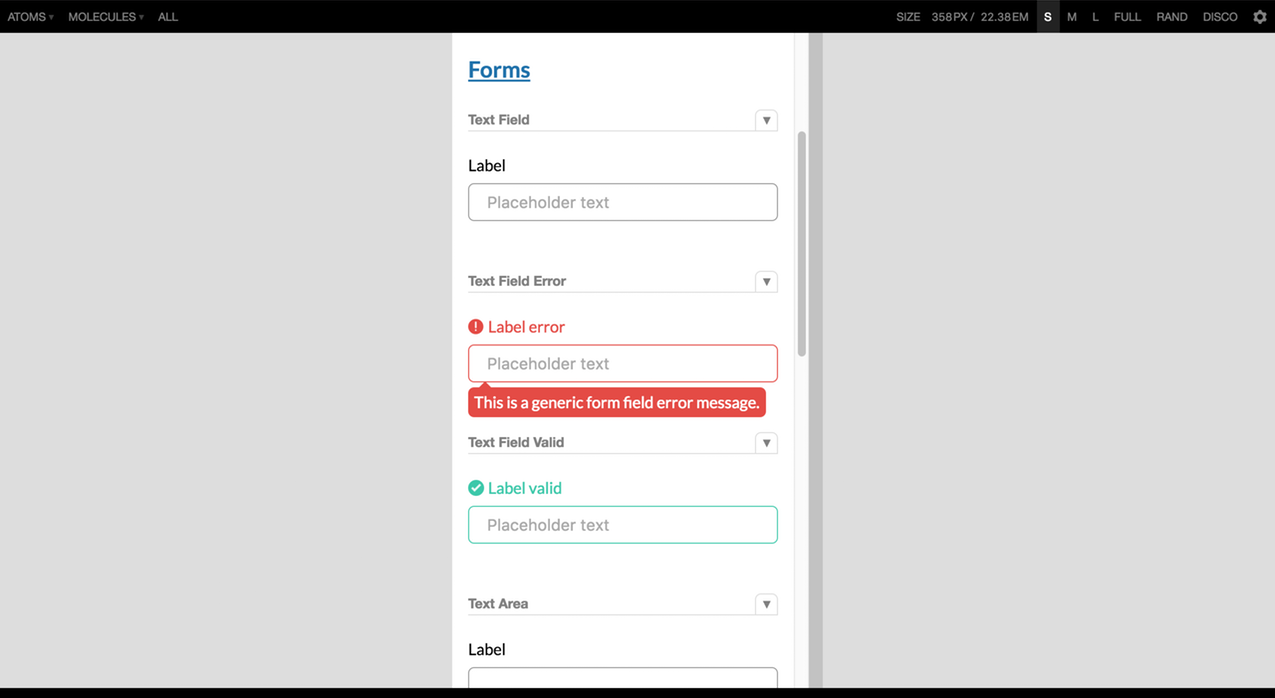 ATOMS ▾ MOLECULES ▾ ALL SIZE 358PX / 22.38EM S M L FULL RAND DISCO
Forms
Text Field ▼
Label
Placeholder text
Text Field Error ▼
Label error
Placeholder text
This is a generic form field error message.
Text Field Valid ▼
Label valid
Placeholder text
Text Area ▼
Label